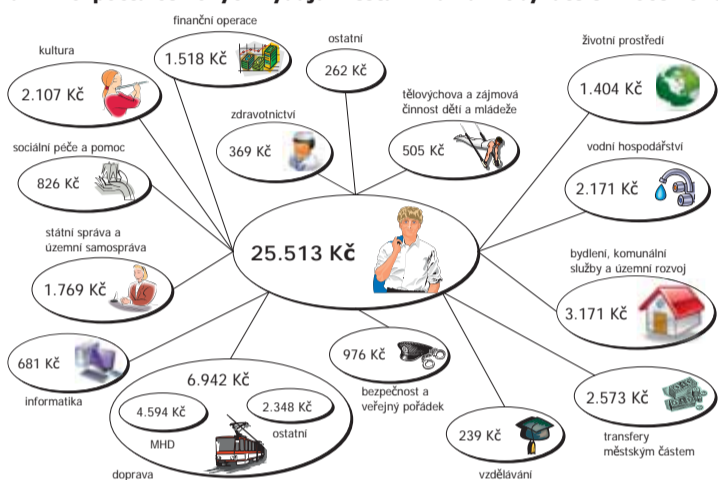 finanční operace
1.518 Kč
ostatní
262 Kč
kultura
2.107 Kč
životní prostředí
1.404 Kč
zdravotnictví
369 Kč
tělovýchova a zájmová
činnost dětí a mládeže
505 Kč
sociální péče a pomoc
826 Kč
vodní hospodářství
2.171 Kč
25.513 Kč
státní správa a
územní samospráva
1.769 Kč
bydlení, komunální
služby a územní rozvoj
3.171 Kč
681 Kč
informatika
6.942 Kč
4.594 Kč
MHD
2.348 Kč
ostatní
doprava
976 Kč
bezpečnost a
veřejný pořádek
239 Kč
vzdělávání
2.573 Kč
transfery
městským částem